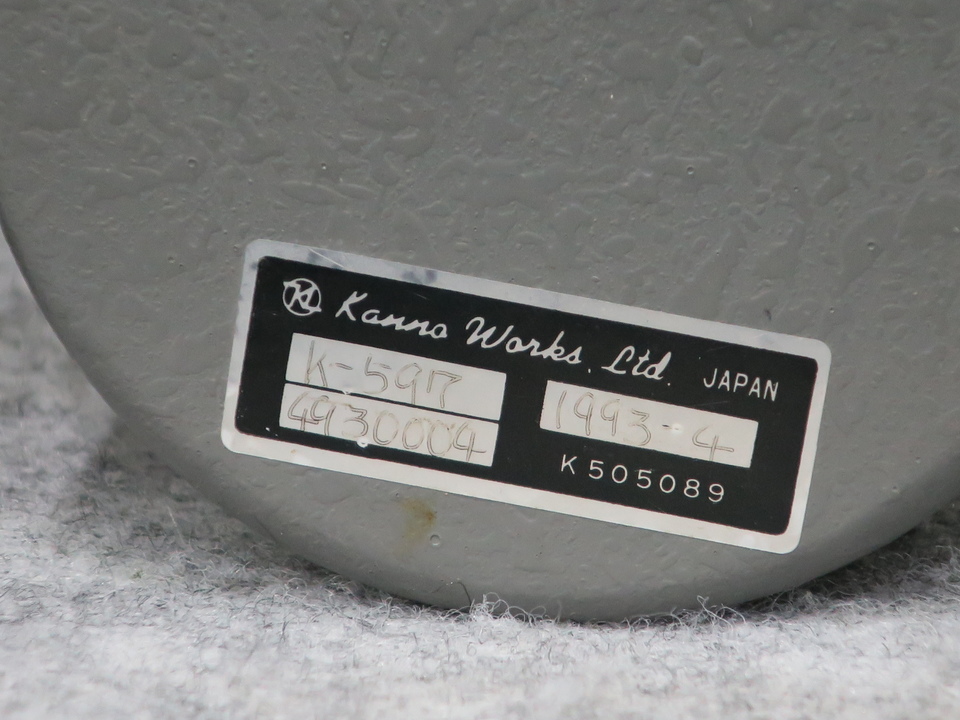 Kanno Works, Ltd. JAPAN
K-597
4930004
1993-4
K505089